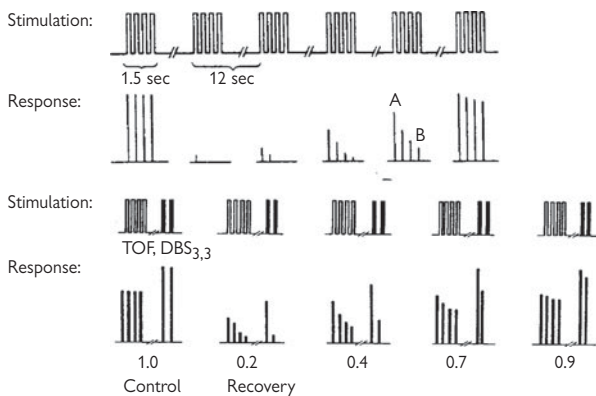 Stimulation:
1.5 sec 12 sec
Response:
A
B
Stimulation:
TOF, DBS3,3
Response:
1.0 0.2 0.4 0.7 0.9
Control Recovery